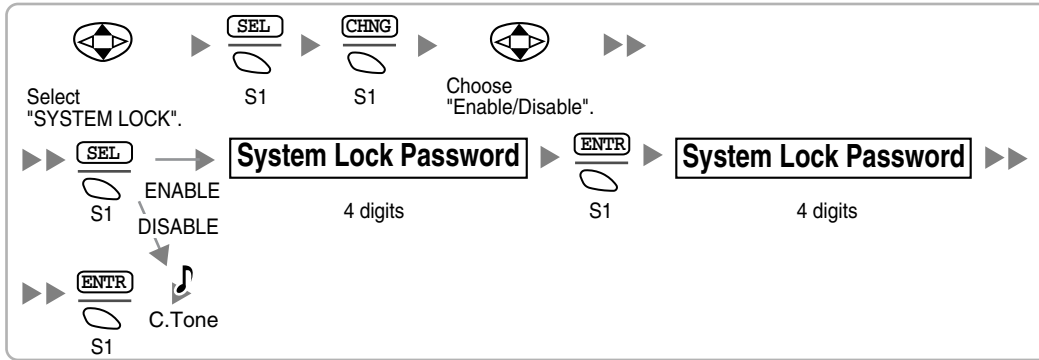 SEL CHNG
Select
"SYSTEM LOCK".
S1 S1
Choose
"Enable/Disable".
SEL
S1
ENABLE
DISABLE
System Lock Password
4 digits
ENTR
S1
System Lock Password
4 digits
ENTR
S1
C.Tone